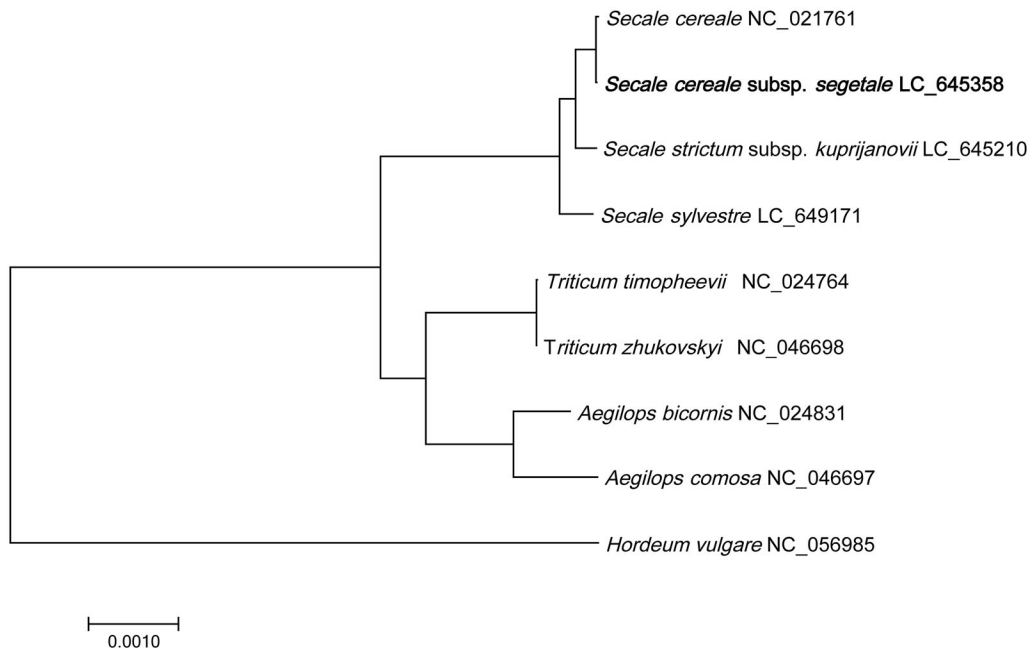 Secale cereale NC_021761
Secale cereale subsp. segetale LC_645358
Secale strictum subsp. kuprijanovii LC_645210
Secale sylvestre LC_649171
Triticum timopheevii NC_024764
Triticum zhukovskyi NC_046698
Aegilops bicornis NC_024831
Aegilops comosa NC_046697
Hordeum vulgare NC_056985
0.0010